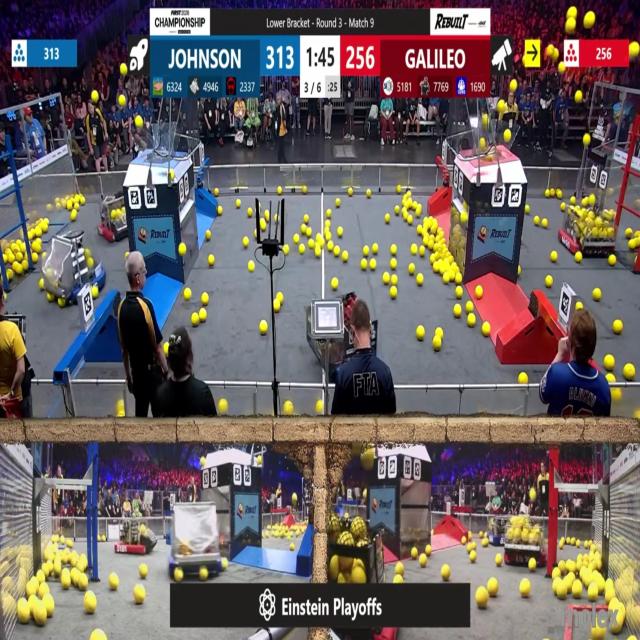 FIRST 2026
CHAMPIONSHIP
Lower Bracket - Round 3 - Match 9
REBUILT
313
JOHNSON
313
1:45
256
GALILEO
256
6324
4946
2337
3 / 6
:25
5181
7769
1690
REBUILT
REBUILT
FTA
Einstein Playoffs